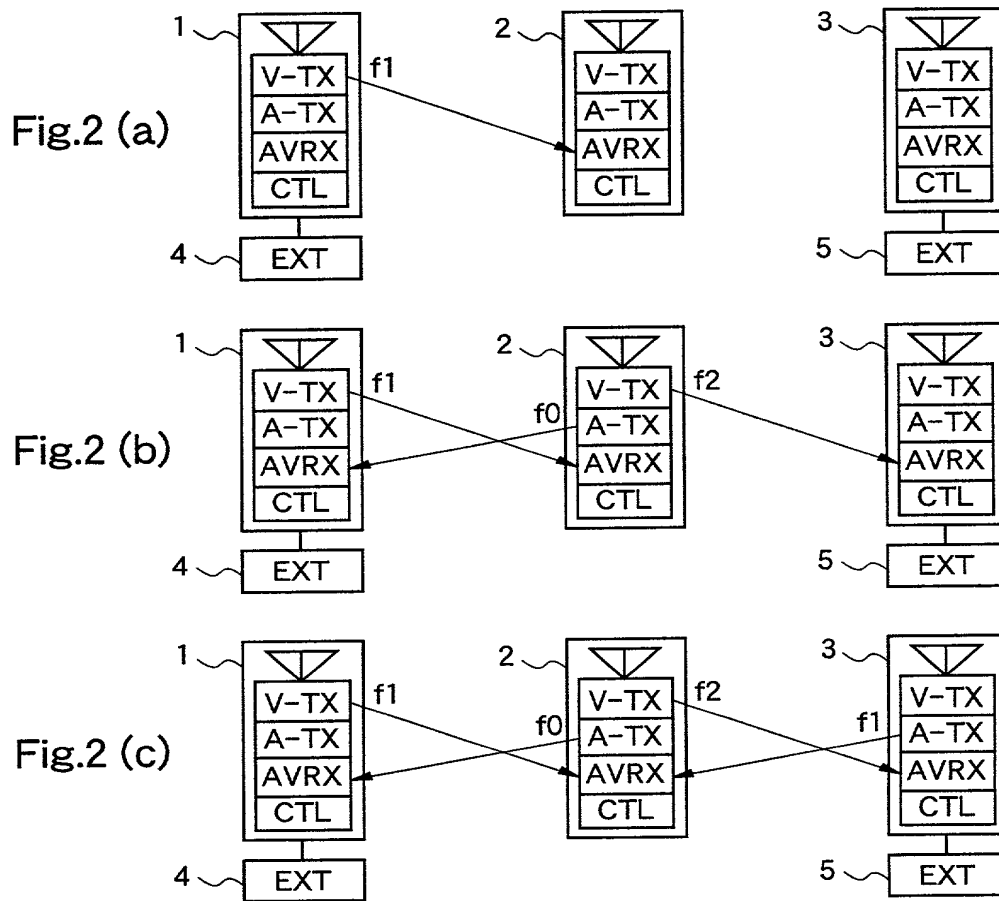 Fig.2 (a)
1
V-TX
A-TX
AVRX
CTL
4
EXT
f1
2
V-TX
A-TX
AVRX
CTL
3
V-TX
A-TX
AVRX
CTL
5
EXT
Fig.2 (b)
1
V-TX
A-TX
AVRX
CTL
4
EXT
f1
f0
2
V-TX
A-TX
AVRX
CTL
f2
3
V-TX
A-TX
AVRX
CTL
5
EXT
Fig.2 (c)
1
V-TX
A-TX
AVRX
CTL
4
EXT
f1
f0
2
V-TX
A-TX
AVRX
CTL
f2
f1
3
V-TX
A-TX
AVRX
CTL
5
EXT